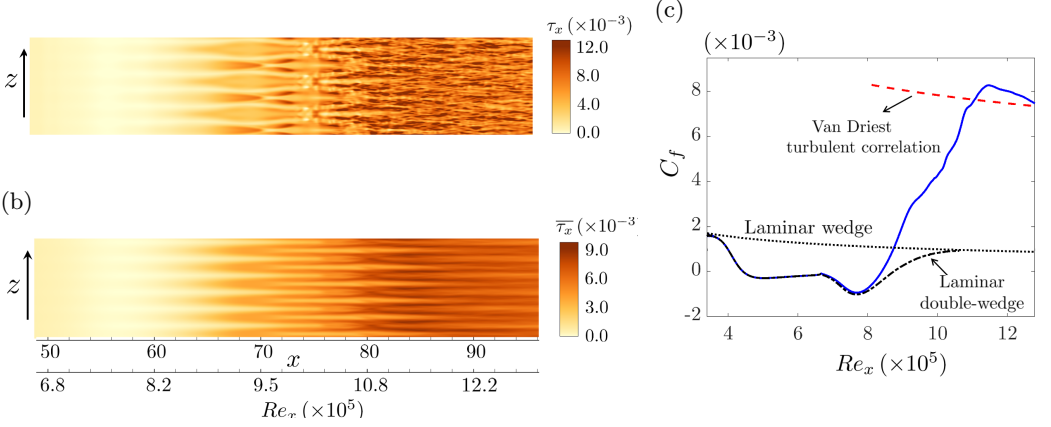 τₓ (×10⁻³)
12.0
8.0
4.0
0.0
z
(b)
τ̅ₓ (×10⁻³)
9.0
6.0
3.0
0.0
z
50 60 70 80 90
x
6.8 8.2 9.5 10.8 12.2
Reₓ (×10⁵)
(c)
(×10⁻³)
8
6
4
2
0
-2
C_f
Van Driest
turbulent correlation
Laminar wedge
Laminar
double-wedge
4 6 8 10 12
Reₓ (×10⁵)